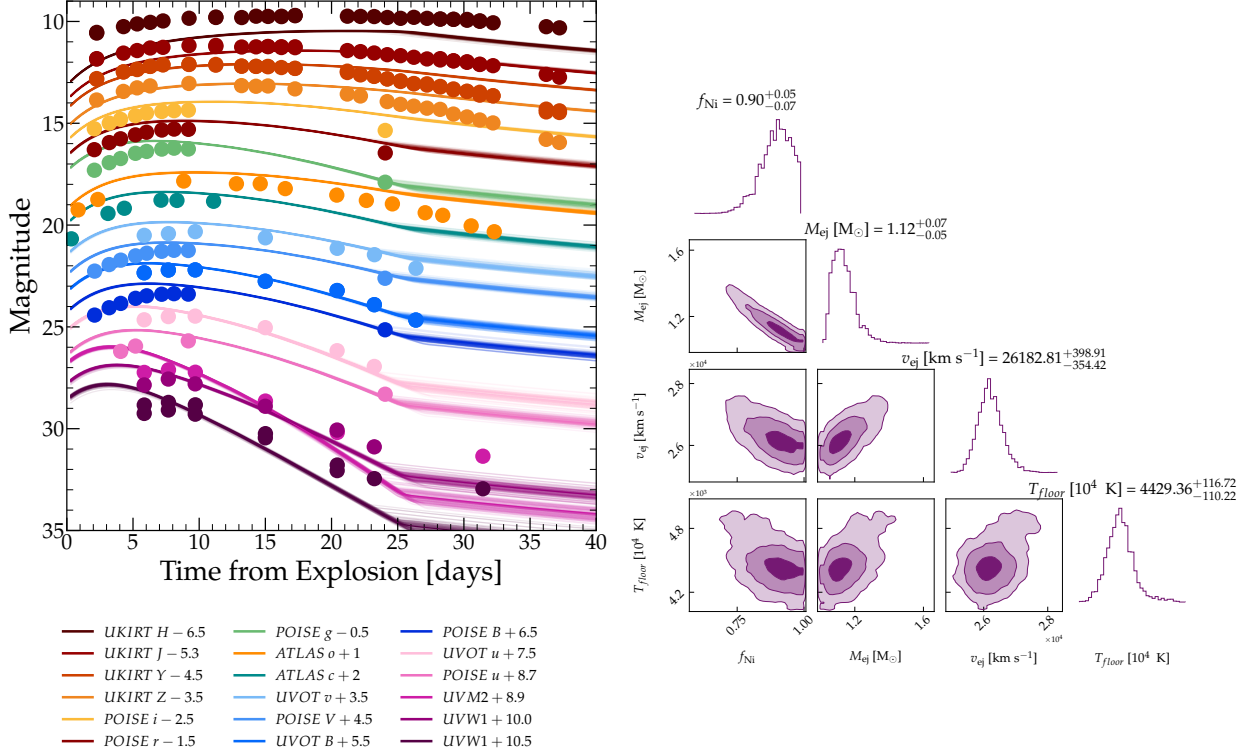 10
15
20
25
30
35
0 5 10 15 20 25 30 35 40
Magnitude
Time from Explosion [days]
UKIRT H − 6.5
UKIRT J − 5.3
UKIRT Y − 4.5
UKIRT Z − 3.5
POISE i − 2.5
POISE r − 1.5
POISE g − 0.5
ATLAS o + 1
ATLAS c + 2
UVOT v + 3.5
POISE V + 4.5
UVOT B + 5.5
POISE B + 6.5
UVOT u + 7.5
POISE u + 8.7
UVM2 + 8.9
UVW1 + 10.0
UVW1 + 10.5
f_Ni = 0.90^{+0.05}_{−0.07}
M_ej [M_⊙] = 1.12^{+0.07}_{−0.05}
1.6
1.2
M_ej [M_⊙]
v_ej [km s^{−1}] = 26182.81^{+398.91}_{−354.42}
×10^4
2.8
2.6
v_ej [km s^{−1}]
T_floor [10^4 K] = 4429.36^{+116.72}_{−110.22}
×10^3
4.8
4.2
T_floor [10^4 K]
0.75 1.00
1.2 1.6
2.6 2.8
×10^4
f_Ni
M_ej [M_⊙]
v_ej [km s^{−1}]
T_floor [10^4 K]